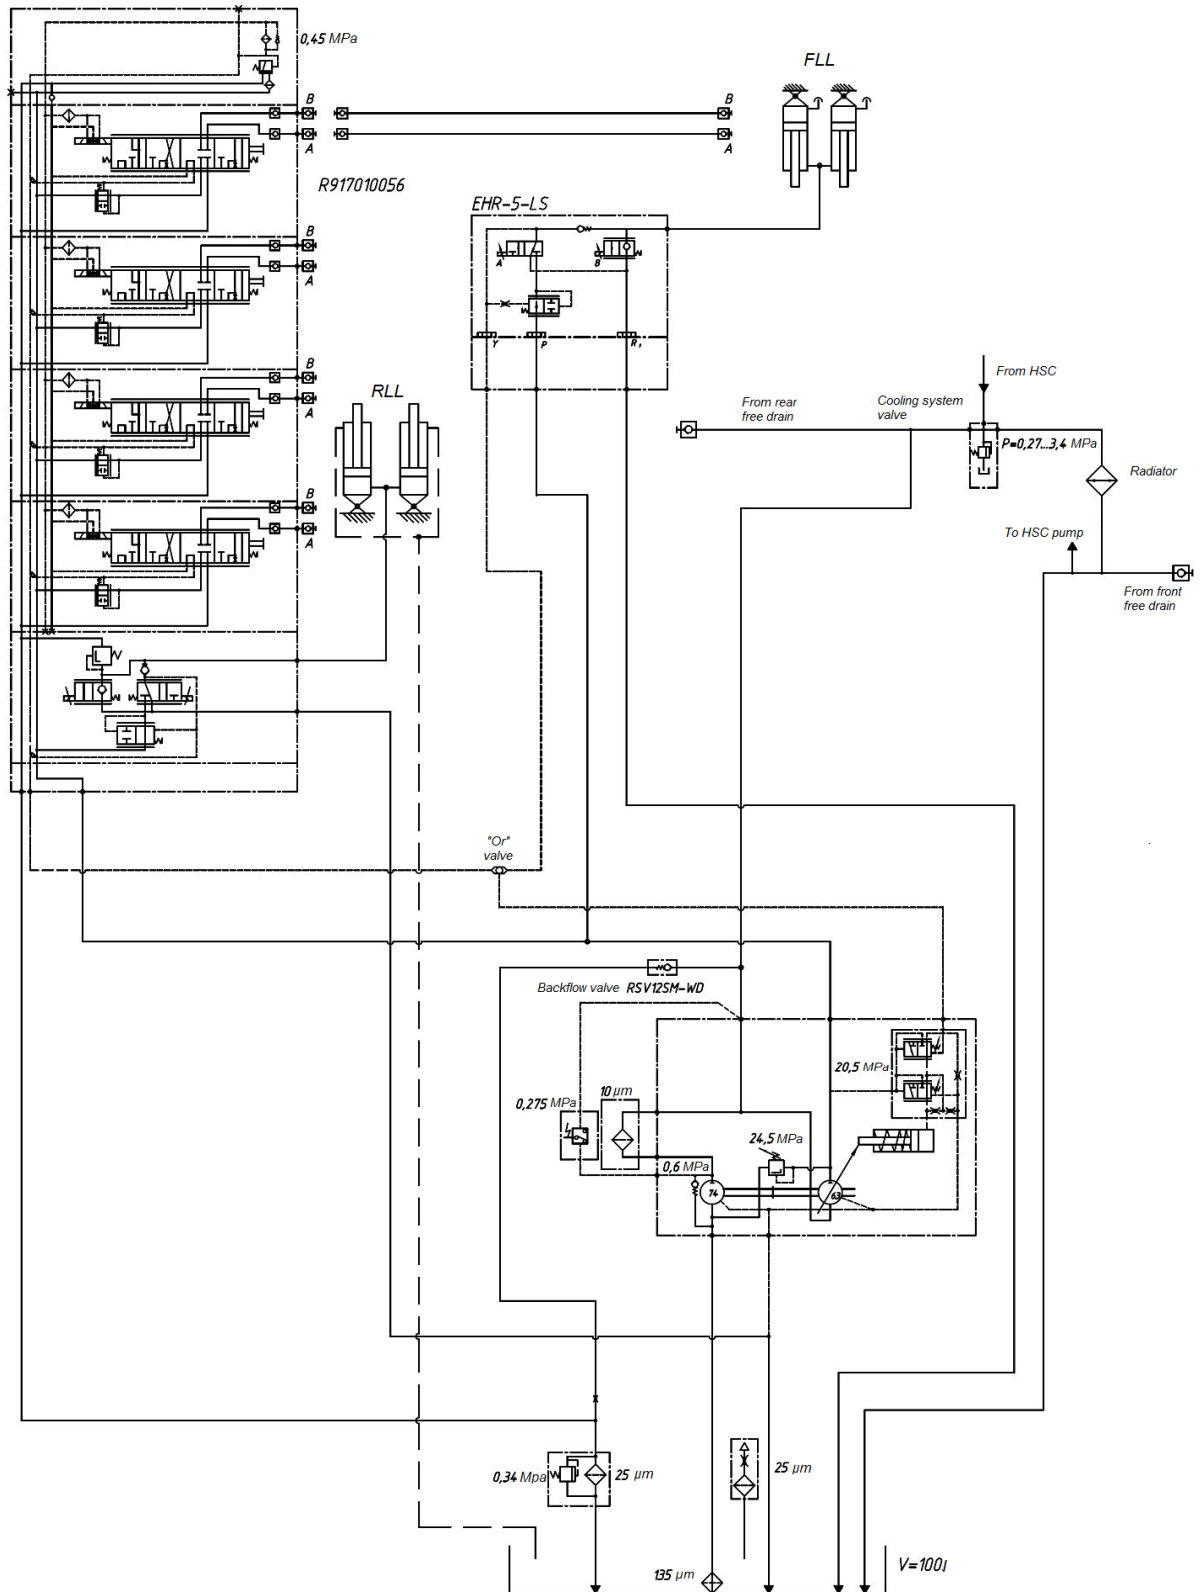 0,45 MPa
FLL
B
A
B
A
R917010056
EHR-5-LS
B
A
A
B
Y
P
R1
B
A
RLL
From HSC
From rear
free drain
Cooling system
valve
P=0,27...3,4 MPa
Radiator
B
A
To HSC pump
From front
free drain
"Or"
valve
Backflow valve RSV12SM-WD
20,5 MPa
10 µm
0,275 MPa
24,5 MPa
0,6 MPa
74
63
0,34 Mpa
25 µm
25 µm
135 µm
V=100l